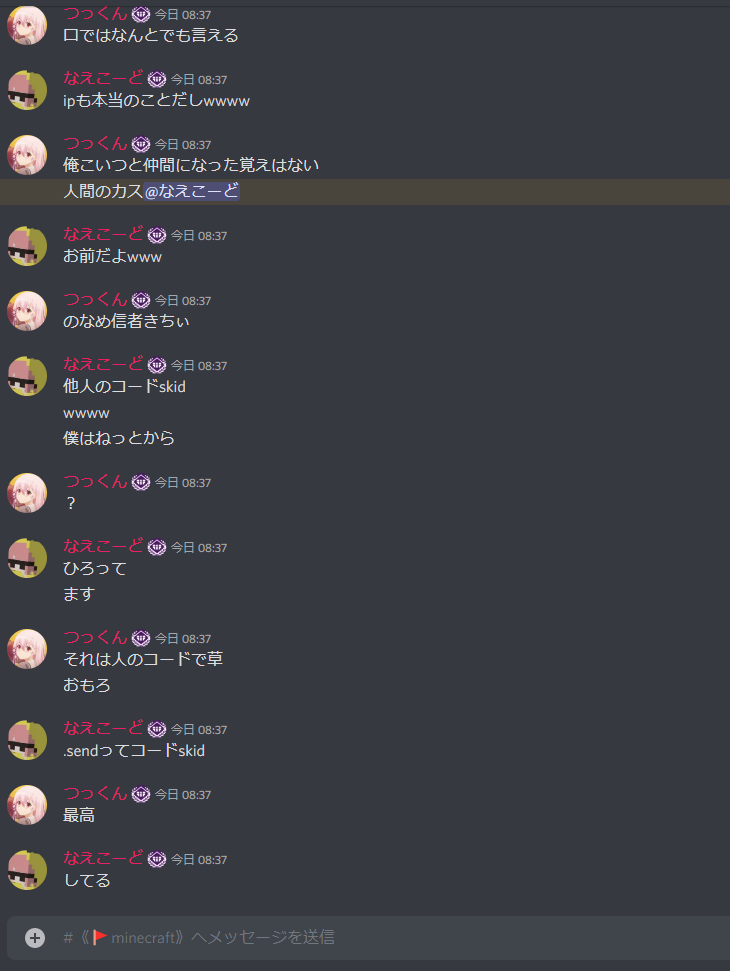 つっくん 今日 08:37
口ではなんとでも言える
なえこーど 今日 08:37
ipも本当のことだしwwww
つっくん 今日 08:37
俺こいつと仲間になった覚えはない
人間のカス@なえこーど
なえこーど 今日 08:37
お前だよwww
つっくん 今日 08:37
のなめ信者きちぃ
なえこーど 今日 08:37
他人のコードskid
wwww
僕はねっとから
つっくん 今日 08:37
？
なえこーど 今日 08:37
ひろって
ます
つっくん 今日 08:37
それは人のコードで草
おもろ
なえこーど 今日 08:37
.sendってコードskid
つっくん 今日 08:37
最高
なえこーど 今日 08:37
してる
#《🚩minecraft》へメッセージを送信